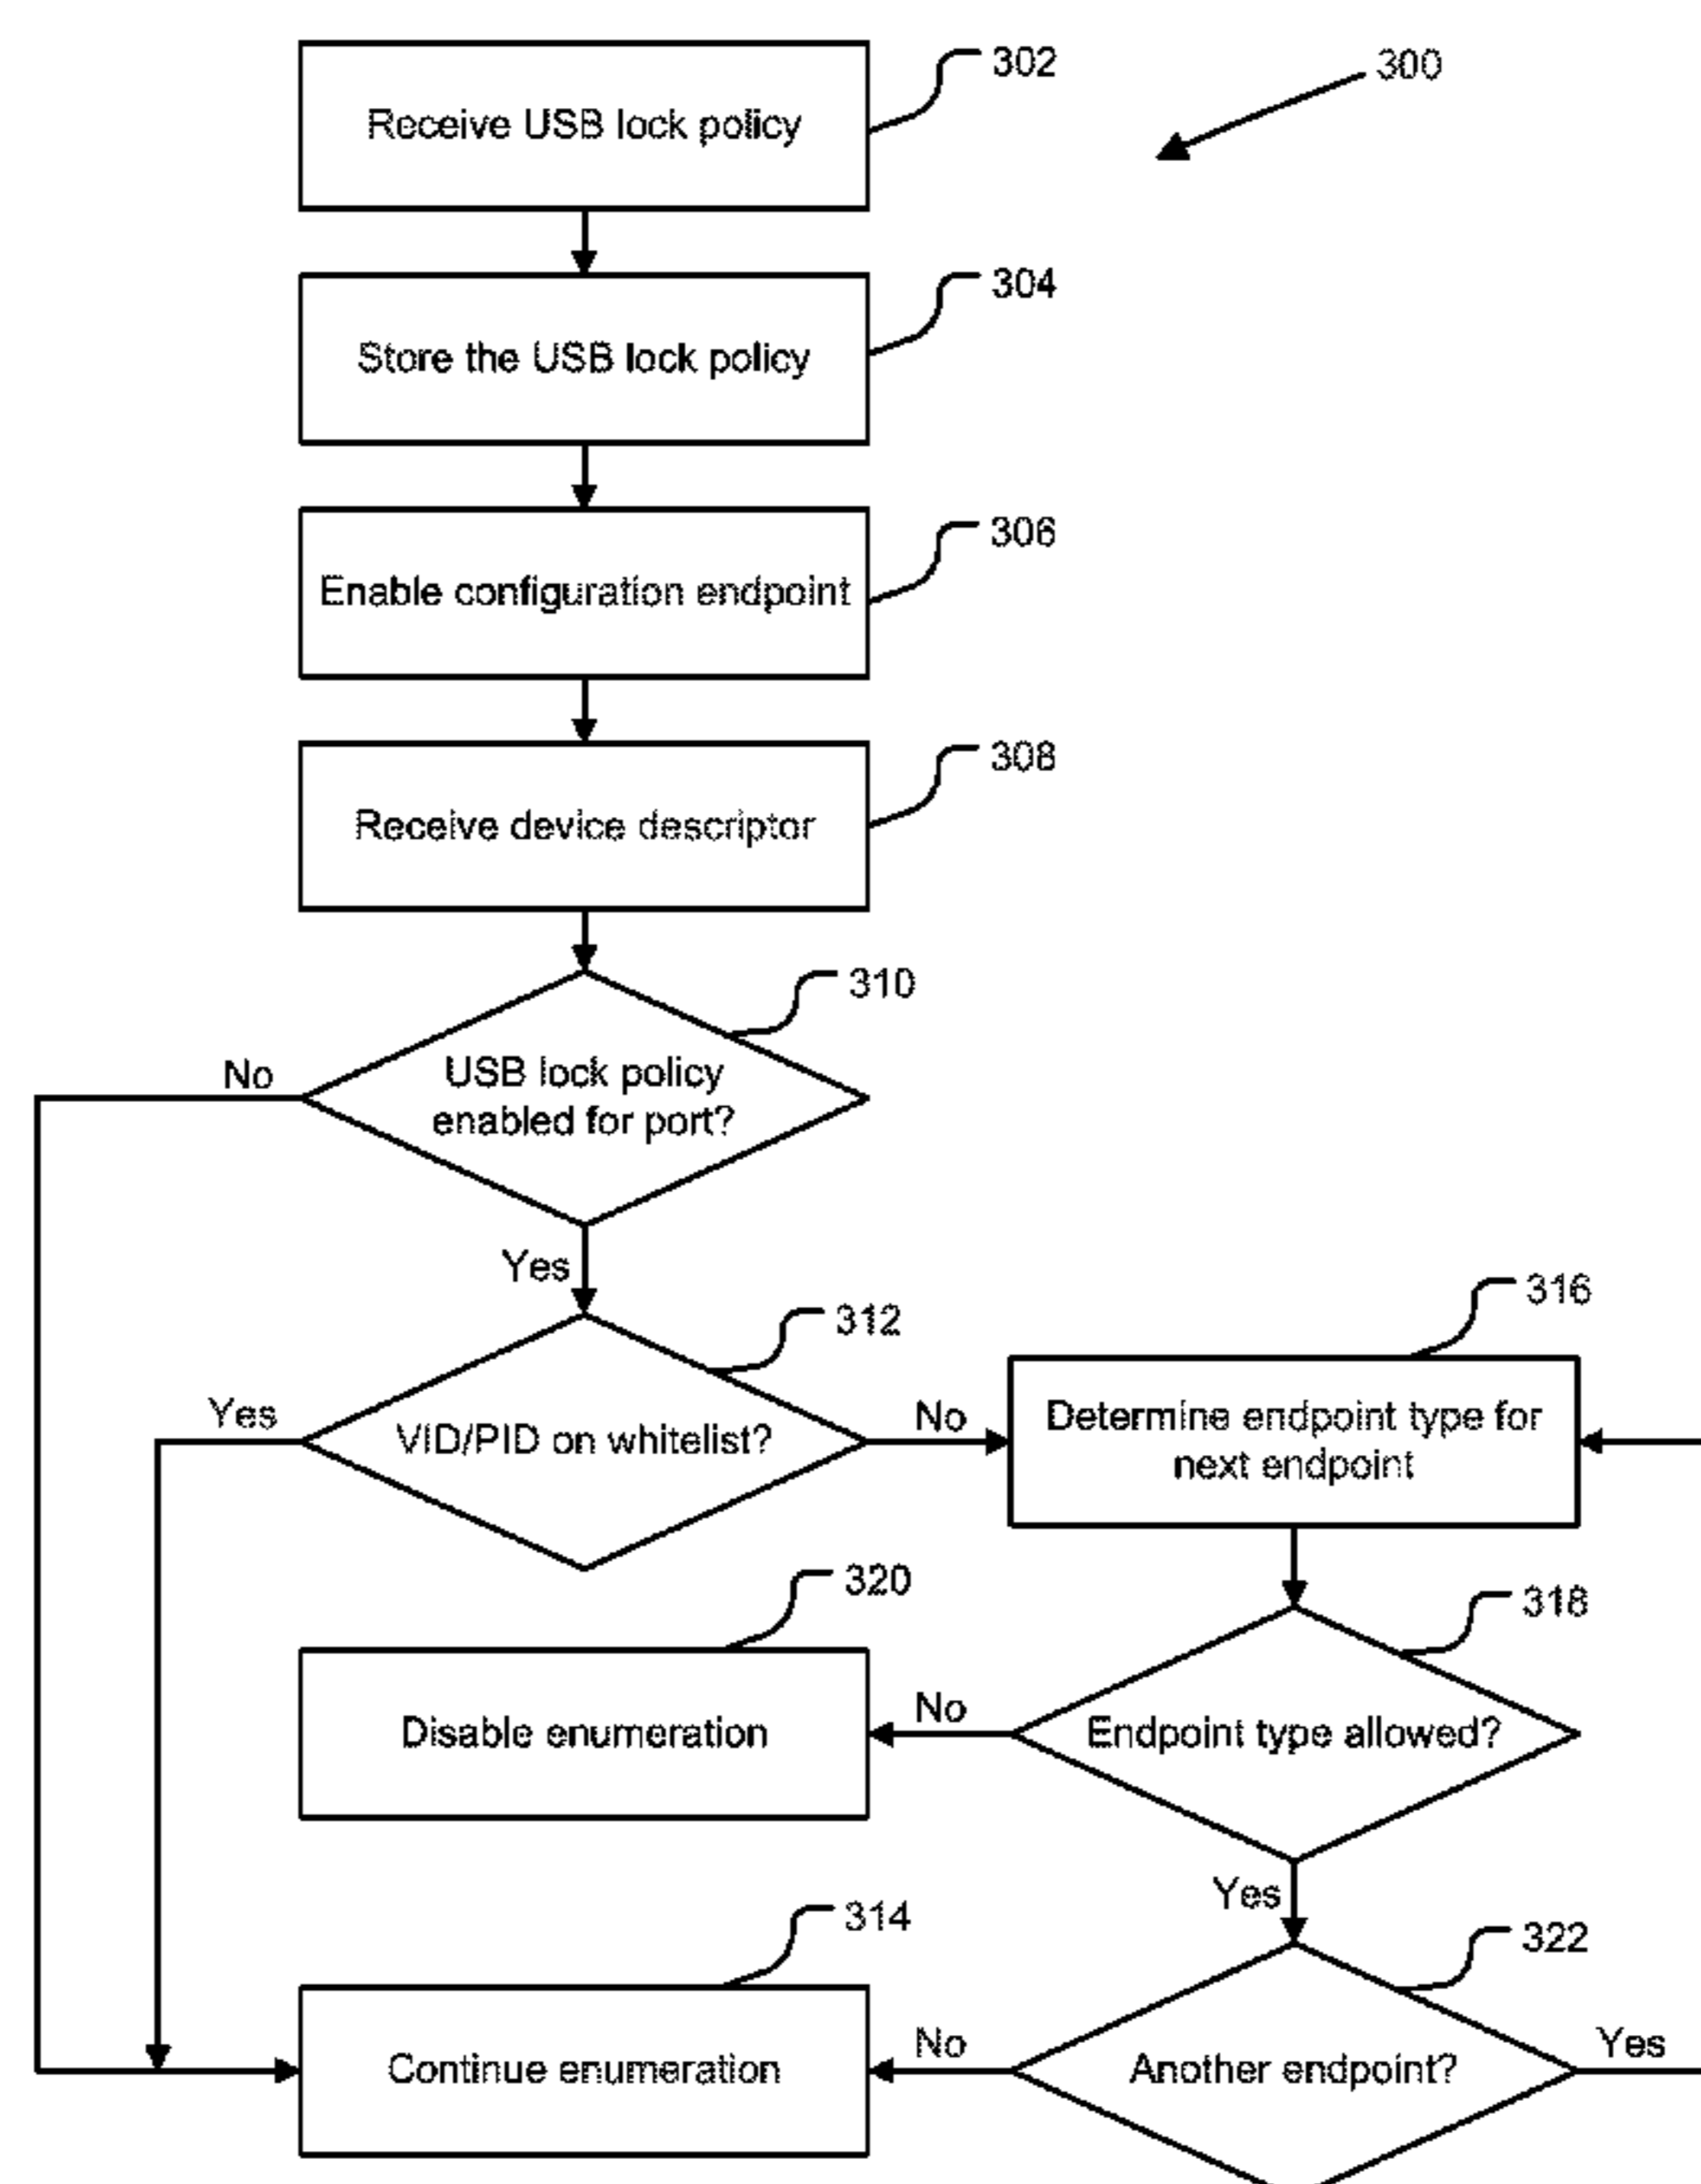 302
300
Receive USB lock policy
304
Store the USB lock policy
306
Enable configuration endpoint
308
Receive device descriptor
310
No
USB lock policy
enabled for port?
Yes
312
316
Yes
VID/PID on whitelist?
No
Determine endpoint type for
next endpoint
320
318
Disable enumeration
No
Endpoint type allowed?
Yes
314
322
Continue enumeration
No
Another endpoint?
Yes